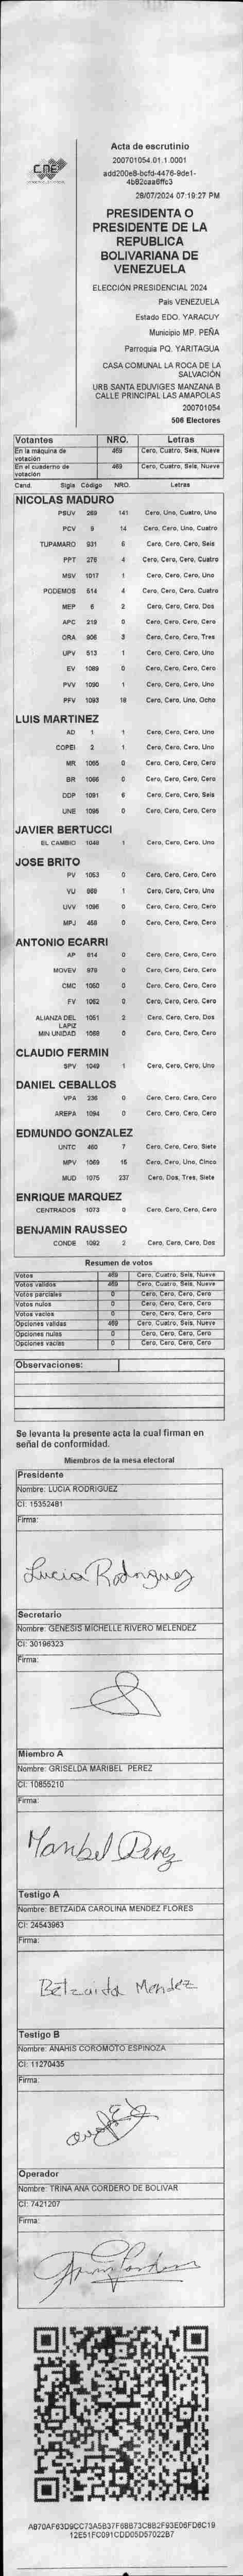 Acta de escrutinio
200701054.01.1.0001
add200e8-bcfd-4476-9de1-
4b82caa6ffc3
28/07/2024 07:19:27 PM
CNE
PRESIDENTA O
PRESIDENTE DE LA
REPUBLICA
BOLIVARIANA DE
VENEZUELA
ELECCIÓN PRESIDENCIAL 2024
País VENEZUELA
Estado EDO. YARACUY
Municipio MP. PEÑA
Parroquia PQ. YARITAGUA
CASA COMUNAL LA ROCA DE LA
SALVACIÓN
URB SANTA EDUVIGES MANZANA B
CALLE PRINCIPAL LAS AMAPOLAS
200701054
506 Electores
Votantes NRO. Letras
En la máquina de votación 469 Cero, Cuatro, Seis, Nueve
En el cuaderno de votación 469 Cero, Cuatro, Seis, Nueve
Cand. Sigla Código NRO. Letras
NICOLAS MADURO
PSUV 269 141 Cero, Uno, Cuatro, Uno
PCV 9 14 Cero, Cero, Uno, Cuatro
TUPAMARO 931 6 Cero, Cero, Cero, Seis
PPT 276 4 Cero, Cero, Cero, Cuatro
MSV 1017 1 Cero, Cero, Cero, Uno
PODEMOS 514 4 Cero, Cero, Cero, Cuatro
MEP 6 2 Cero, Cero, Cero, Dos
APC 219 0 Cero, Cero, Cero, Cero
ORA 906 3 Cero, Cero, Cero, Tres
UPV 513 1 Cero, Cero, Cero, Uno
EV 1089 0 Cero, Cero, Cero, Cero
PVV 1090 1 Cero, Cero, Cero, Uno
PFV 1093 18 Cero, Cero, Uno, Ocho
LUIS MARTINEZ
AD 1 1 Cero, Cero, Cero, Uno
COPEI 2 1 Cero, Cero, Cero, Uno
MR 1065 0 Cero, Cero, Cero, Cero
BR 1066 0 Cero, Cero, Cero, Cero
DDP 1091 6 Cero, Cero, Cero, Seis
UNE 1095 0 Cero, Cero, Cero, Cero
JAVIER BERTUCCI
EL CAMBIO 1048 1 Cero, Cero, Cero, Uno
JOSE BRITO
PV 1053 0 Cero, Cero, Cero, Cero
VU 959 1 Cero, Cero, Cero, Uno
UVV 1096 0 Cero, Cero, Cero, Cero
MPJ 458 0 Cero, Cero, Cero, Cero
ANTONIO ECARRI
AP 814 0 Cero, Cero, Cero, Cero
MOVEV 979 0 Cero, Cero, Cero, Cero
CMC 1050 0 Cero, Cero, Cero, Cero
FV 1062 0 Cero, Cero, Cero, Cero
ALIANZA DEL LAPIZ 1051 2 Cero, Cero, Cero, Dos
MIN UNIDAD 1069 0 Cero, Cero, Cero, Cero
CLAUDIO FERMIN
SPV 1049 1 Cero, Cero, Cero, Uno
DANIEL CEBALLOS
VPA 236 0 Cero, Cero, Cero, Cero
AREPA 1094 0 Cero, Cero, Cero, Cero
EDMUNDO GONZALEZ
UNTC 460 7 Cero, Cero, Cero, Siete
MPV 1069 15 Cero, Cero, Uno, Cinco
MUD 1075 237 Cero, Dos, Tres, Siete
ENRIQUE MARQUEZ
CENTRADOS 1073 0 Cero, Cero, Cero, Cero
BENJAMIN RAUSSEO
CONDE 1092 2 Cero, Cero, Cero, Dos
Resumen de votos
Votos 469 Cero, Cuatro, Seis, Nueve
Votos validos 469 Cero, Cuatro, Seis, Nueve
Votos parciales 0 Cero, Cero, Cero, Cero
Votos nulos 0 Cero, Cero, Cero, Cero
Votos vacios 0 Cero, Cero, Cero, Cero
Opciones validas 469 Cero, Cuatro, Seis, Nueve
Opciones nulas 0 Cero, Cero, Cero, Cero
Opciones vacias 0 Cero, Cero, Cero, Cero
Observaciones:
Se levanta la presente acta la cual firman en
señal de conformidad.
Miembros de la mesa electoral
Presidente
Nombre: LUCIA RODRIGUEZ
CI: 15352481
Firma:
Lucia Rodriguez
Secretario
Nombre: GENESIS MICHELLE RIVERO MELENDEZ
CI: 30196323
Firma:
Miembro A
Nombre: GRISELDA MARIBEL PEREZ
CI: 10855210
Firma:
Maribel Perez
Testigo A
Nombre: BETZAIDA CAROLINA MENDEZ FLORES
CI: 24543963
Firma:
Betzaida Mendez
Testigo B
Nombre: ANAHIS COROMOTO ESPINOZA
CI: 11270435
Firma:
Operador
Nombre: TRINA ANA CORDERO DE BOLIVAR
CI: 7421207
Firma:
AB70AF63D9CC73A5B37F6BB73C8B2F93E06FD6C19
12E51FC091CDD05D57022B7